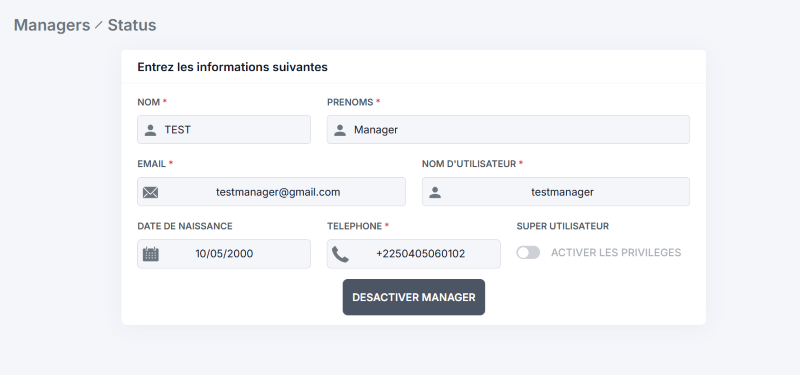 Managers / Status
Entrez les informations suivantes
NOM * PRENOMS *
TEST Manager
EMAIL * NOM D'UTILISATEUR *
testmanager@gmail.com testmanager
DATE DE NAISSANCE TELEPHONE * SUPER UTILISATEUR
10/05/2000 +2250405060102 ACTIVER LES PRIVILEGES
DESACTIVER MANAGER